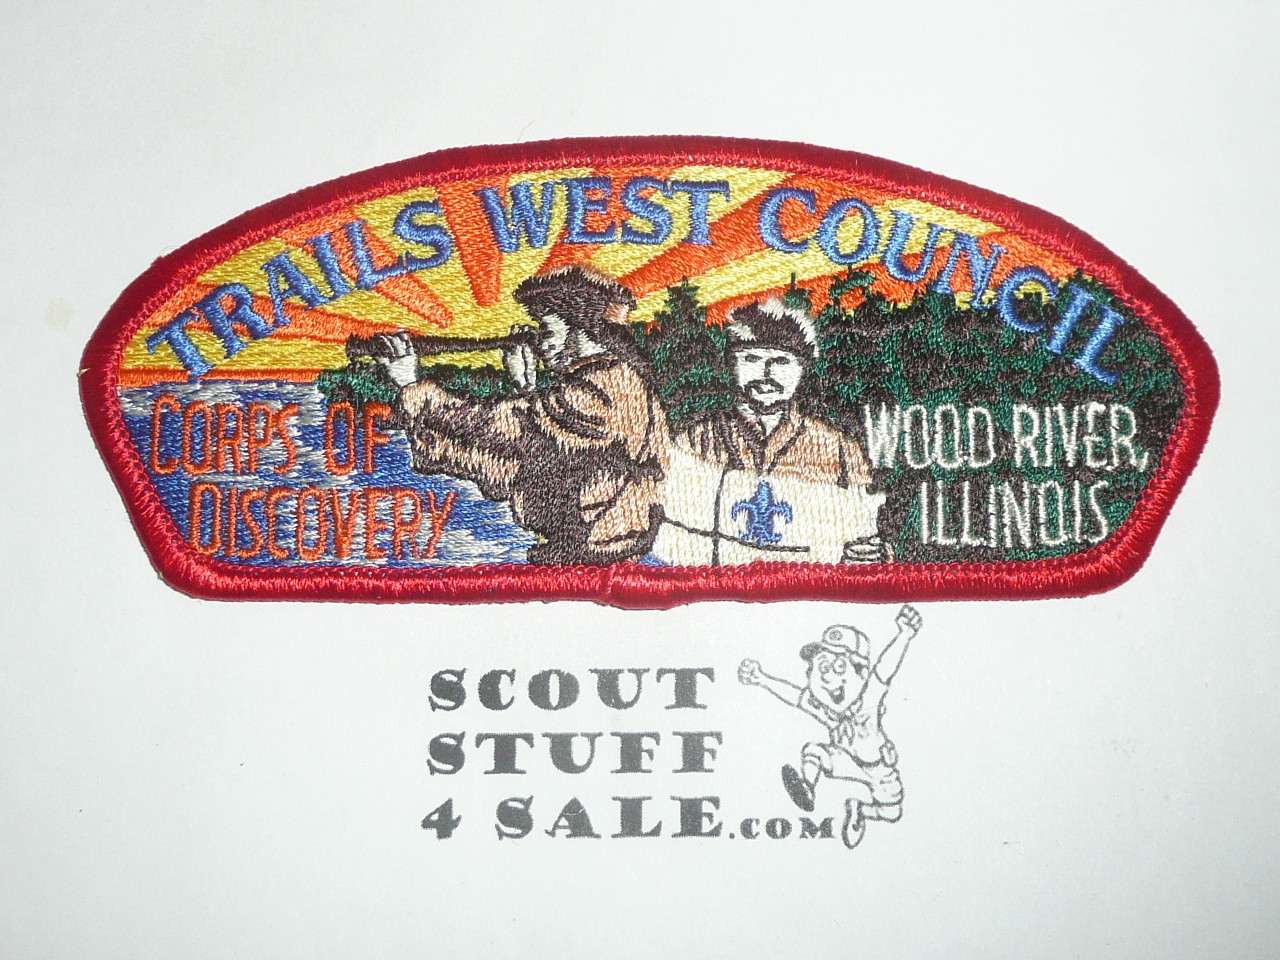 TRAILS WEST COUNCIL
CORPS OF
DISCOVERY
WOOD RIVER,
ILLINOIS
SCOUT
STUFF
4 SALE.COM